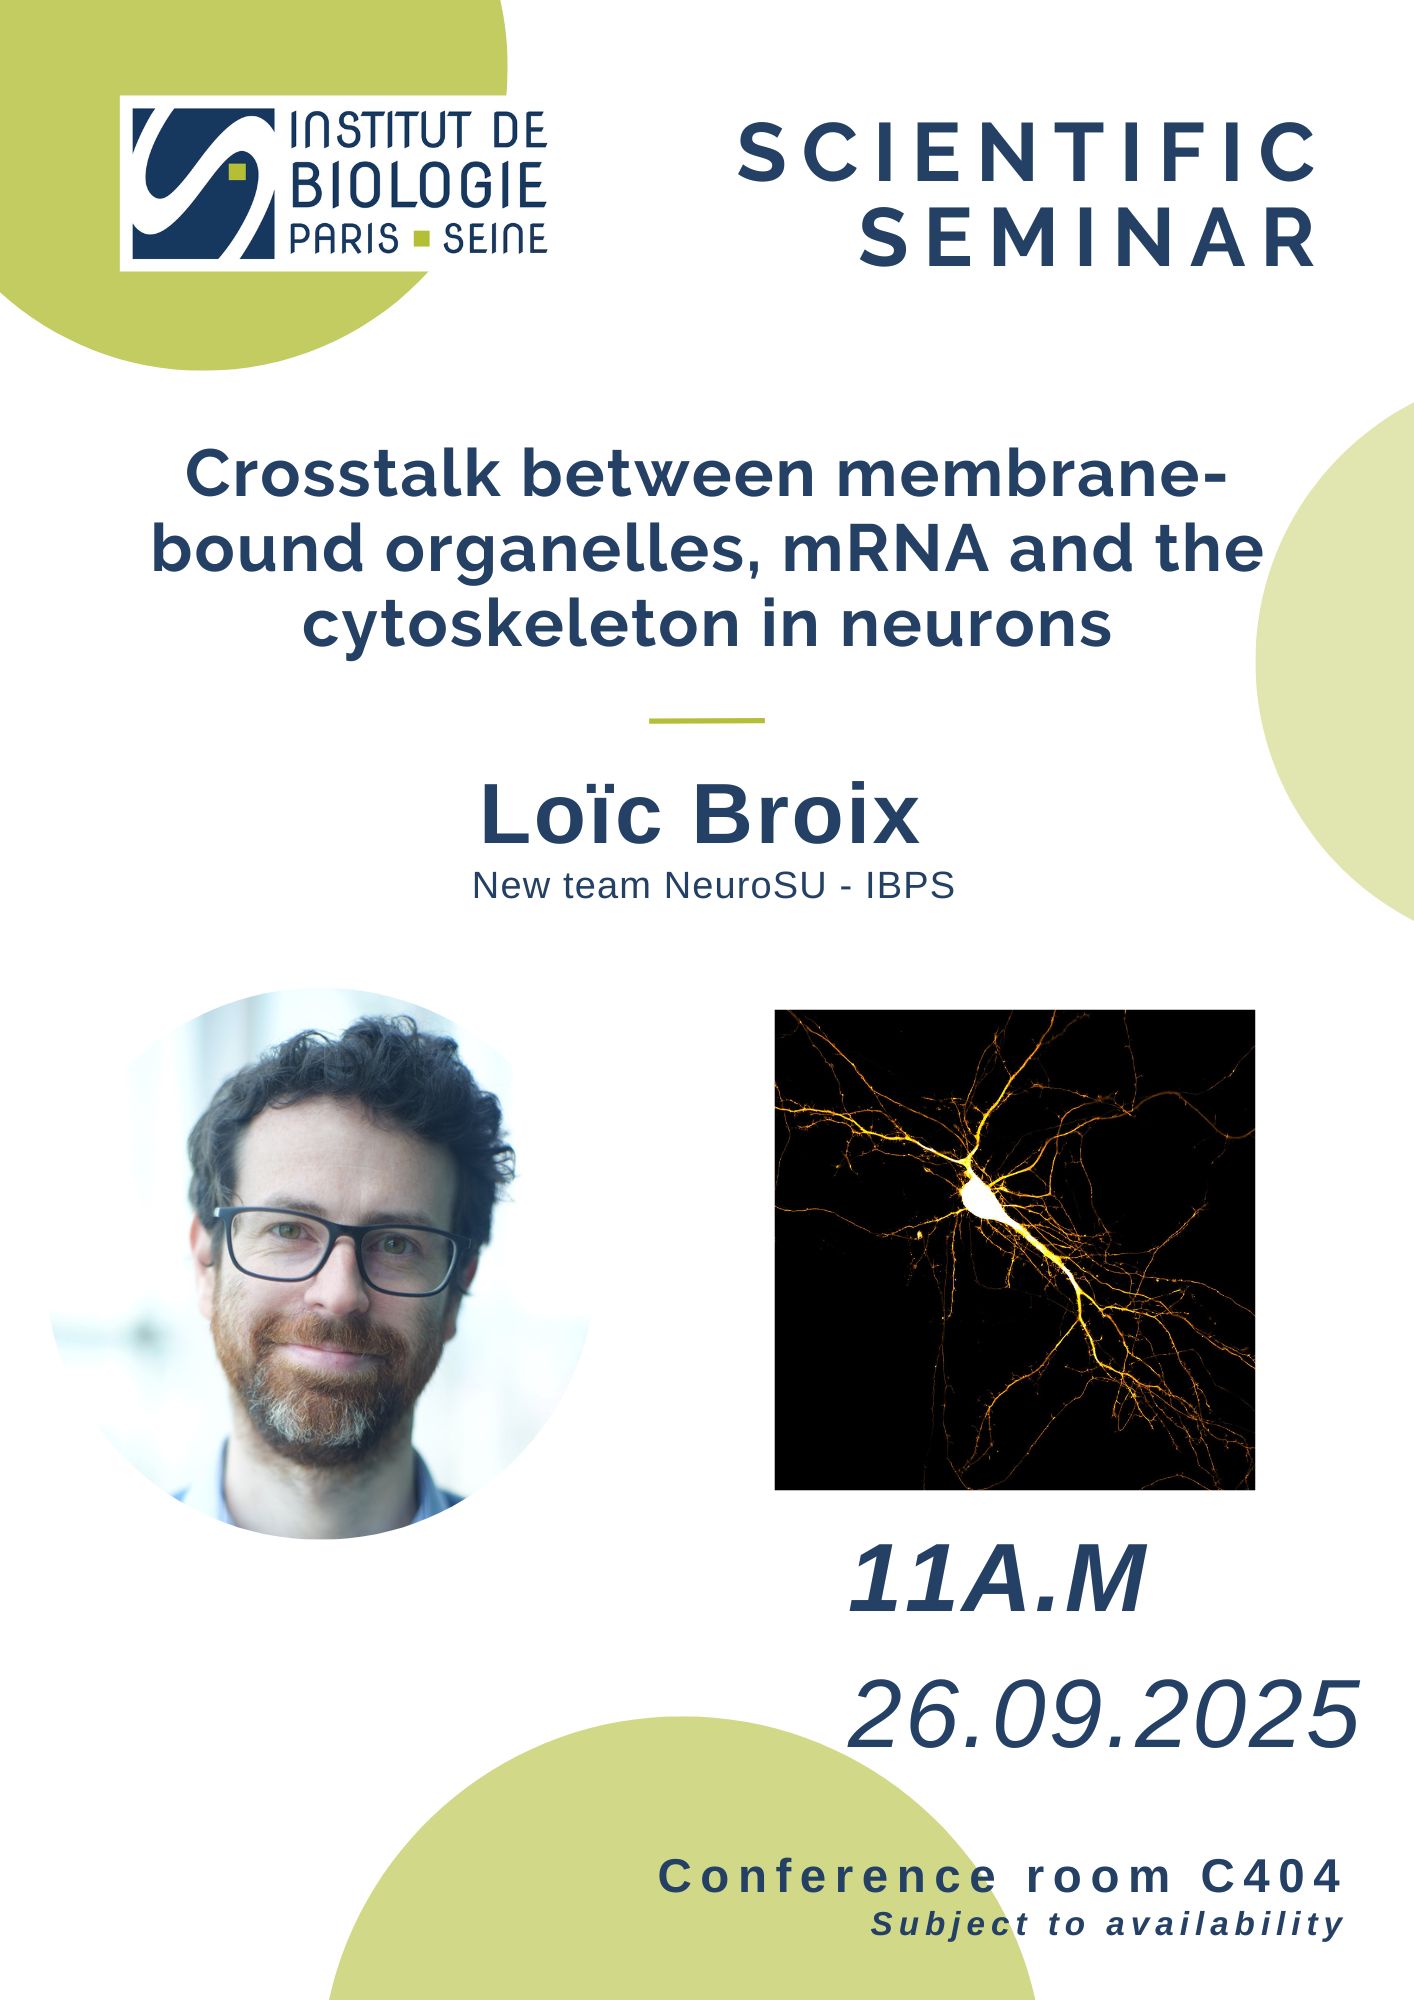 INSTITUT DE
BIOLOGIE
PARIS ▪ SEINE
SCIENTIFIC
SEMINAR
Crosstalk between membrane-
bound organelles, mRNA and the
cytoskeleton in neurons
Loïc Broix
New team NeuroSU - IBPS
11A.M
26.09.2025
Conference room C404
Subject to availability